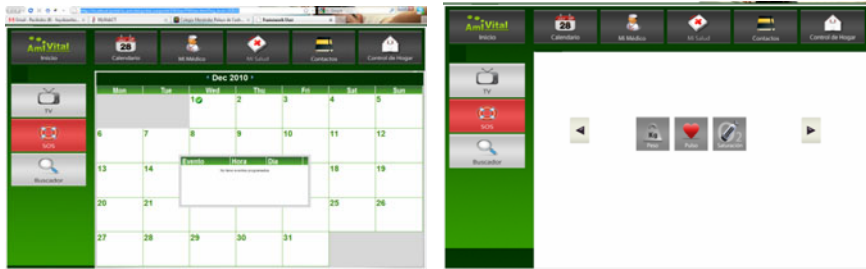 AmiVital
Inicio
28
Calendario
Mi Médico
Mi Salud
Contactos
Control de Hogar
TV
SOS
Buscador
Dec 2010
Mon Tue Wed Thu Fri Sat Sun
1 2 3 4 5
6 7 8 9 10 11 12
13 14 18 19
20 21 25 26
27 28 29 30 31
Evento Hora Dia
AmiVital
Inicio
28
Calendario
Mi Médico
Mi Salud
Contactos
Control de Hogar
TV
SOS
Buscador
Peso
Pulso
Saturación